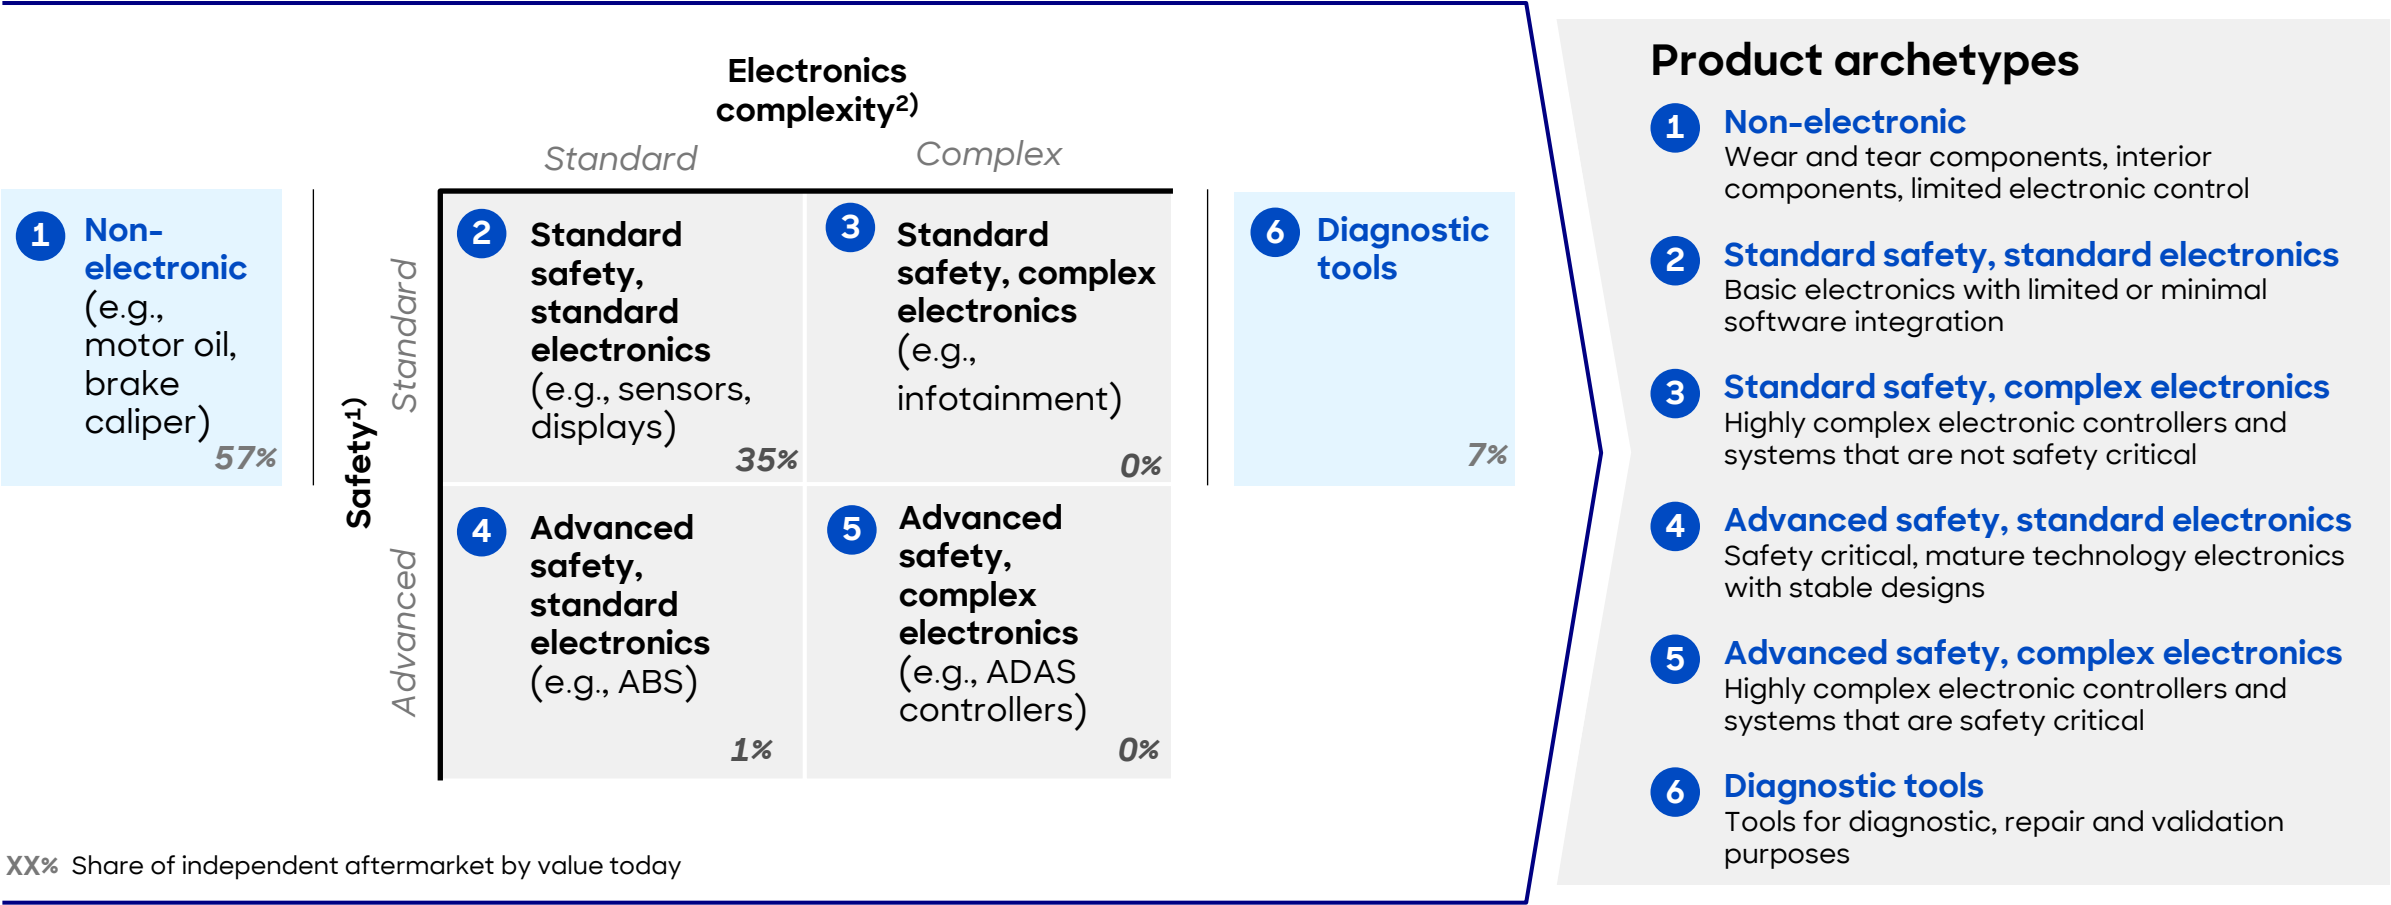 Electronics
complexity²⁾
Standard
Complex
1
Non-
electronic
(e.g.,
motor oil,
brake
caliper)
57%
Safety¹⁾
Standard
Advanced
2
Standard
safety,
standard
electronics
(e.g., sensors,
displays)
35%
3
Standard
safety, complex
electronics
(e.g.,
infotainment)
0%
4
Advanced
safety,
standard
electronics
(e.g., ABS)
1%
5
Advanced
safety,
complex
electronics
(e.g., ADAS
controllers)
0%
6
Diagnostic
tools
7%
XX% Share of independent aftermarket by value today
Product archetypes
1
Non-electronic
Wear and tear components, interior
components, limited electronic control
2
Standard safety, standard electronics
Basic electronics with limited or minimal
software integration
3
Standard safety, complex electronics
Highly complex electronic controllers and
systems that are not safety critical
4
Advanced safety, standard electronics
Safety critical, mature technology electronics
with stable designs
5
Advanced safety, complex electronics
Highly complex electronic controllers and
systems that are safety critical
6
Diagnostic tools
Tools for diagnostic, repair and validation
purposes